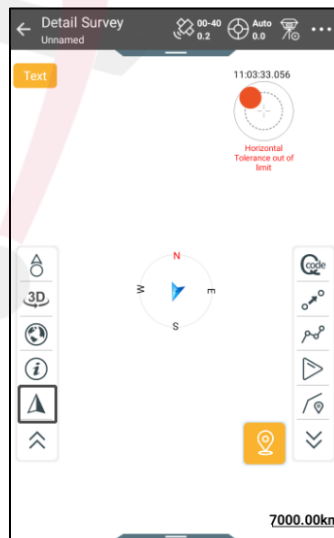 Detail Survey
Unnamed
00-40
0.2
Auto
0.0
Text
11:03:33.056
Horizontal
Tolerance out of
limit
N
W
E
S
3D
i
code
7000.00km